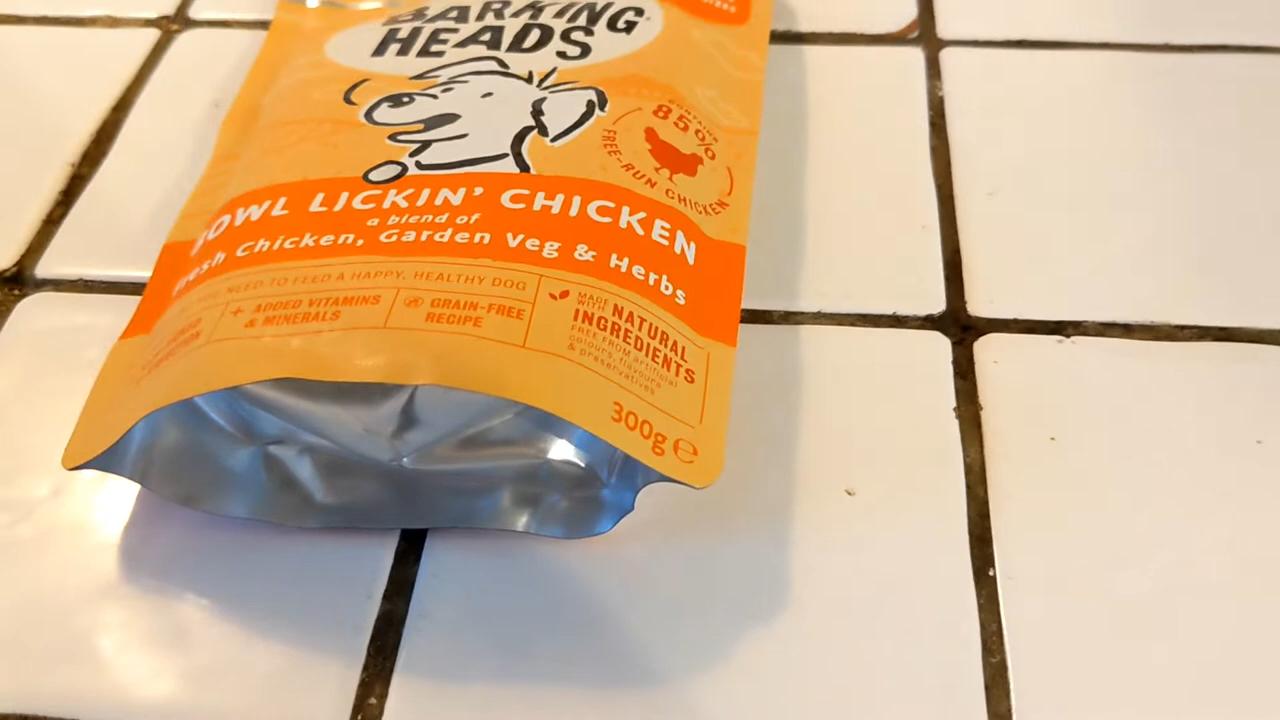 BARKING
HEADS
CONTAINS
85%
FREE-RUN CHICKEN
BOWL LICKIN' CHICKEN
a blend of
Fresh Chicken, Garden Veg & Herbs
NEED TO FEED A HAPPY, HEALTHY DOG
+ ADDED VITAMINS
& MINERALS
GRAIN-FREE
RECIPE
MADE
WITH NATURAL
INGREDIENTS
FREE FROM artificial
colours, flavours
& preservatives
300g ℮